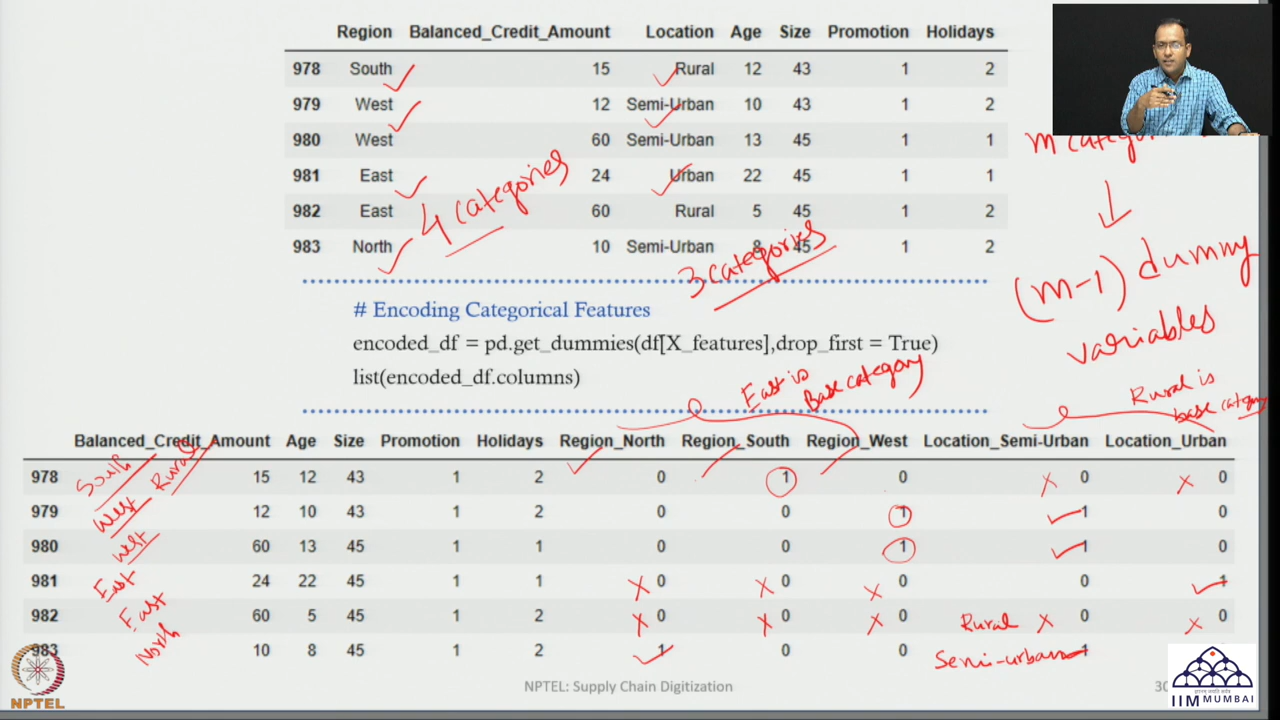 Region Balanced_Credit_Amount Location Age Size Promotion Holidays
978 South 15 Rural 12 43 1 2
979 West 12 Semi-Urban 10 43 1 2
980 West 60 Semi-Urban 13 45 1 1
981 East 24 Urban 22 45 1 1
982 East 60 Rural 5 45 1 2
983 North 10 Semi-Urban 8 45 1 2
4 categories
3 categories
m
(m-1) dummy
variables
# Encoding Categorical Features
encoded_df = pd.get_dummies(df[X_features],drop_first = True)
list(encoded_df.columns)
East is
Base category
Rural is
base category
Balanced_Credit_Amount Age Size Promotion Holidays Region_North Region_South Region_West Location_Semi-Urban Location_Urban
978 South Rural 15 12 43 1 2 0 1 0 0 0
979 West 12 10 43 1 2 0 0 1 1 0
980 West 60 13 45 1 1 0 0 1 1 0
981 East 24 22 45 1 1 0 0 0 0 1
982 East 60 5 45 1 2 0 0 0 Rural 0 0
983 North 10 8 45 1 2 1 0 0 Semi-urban 1
NPTEL: Supply Chain Digitization
NPTEL
IIM MUMBAI